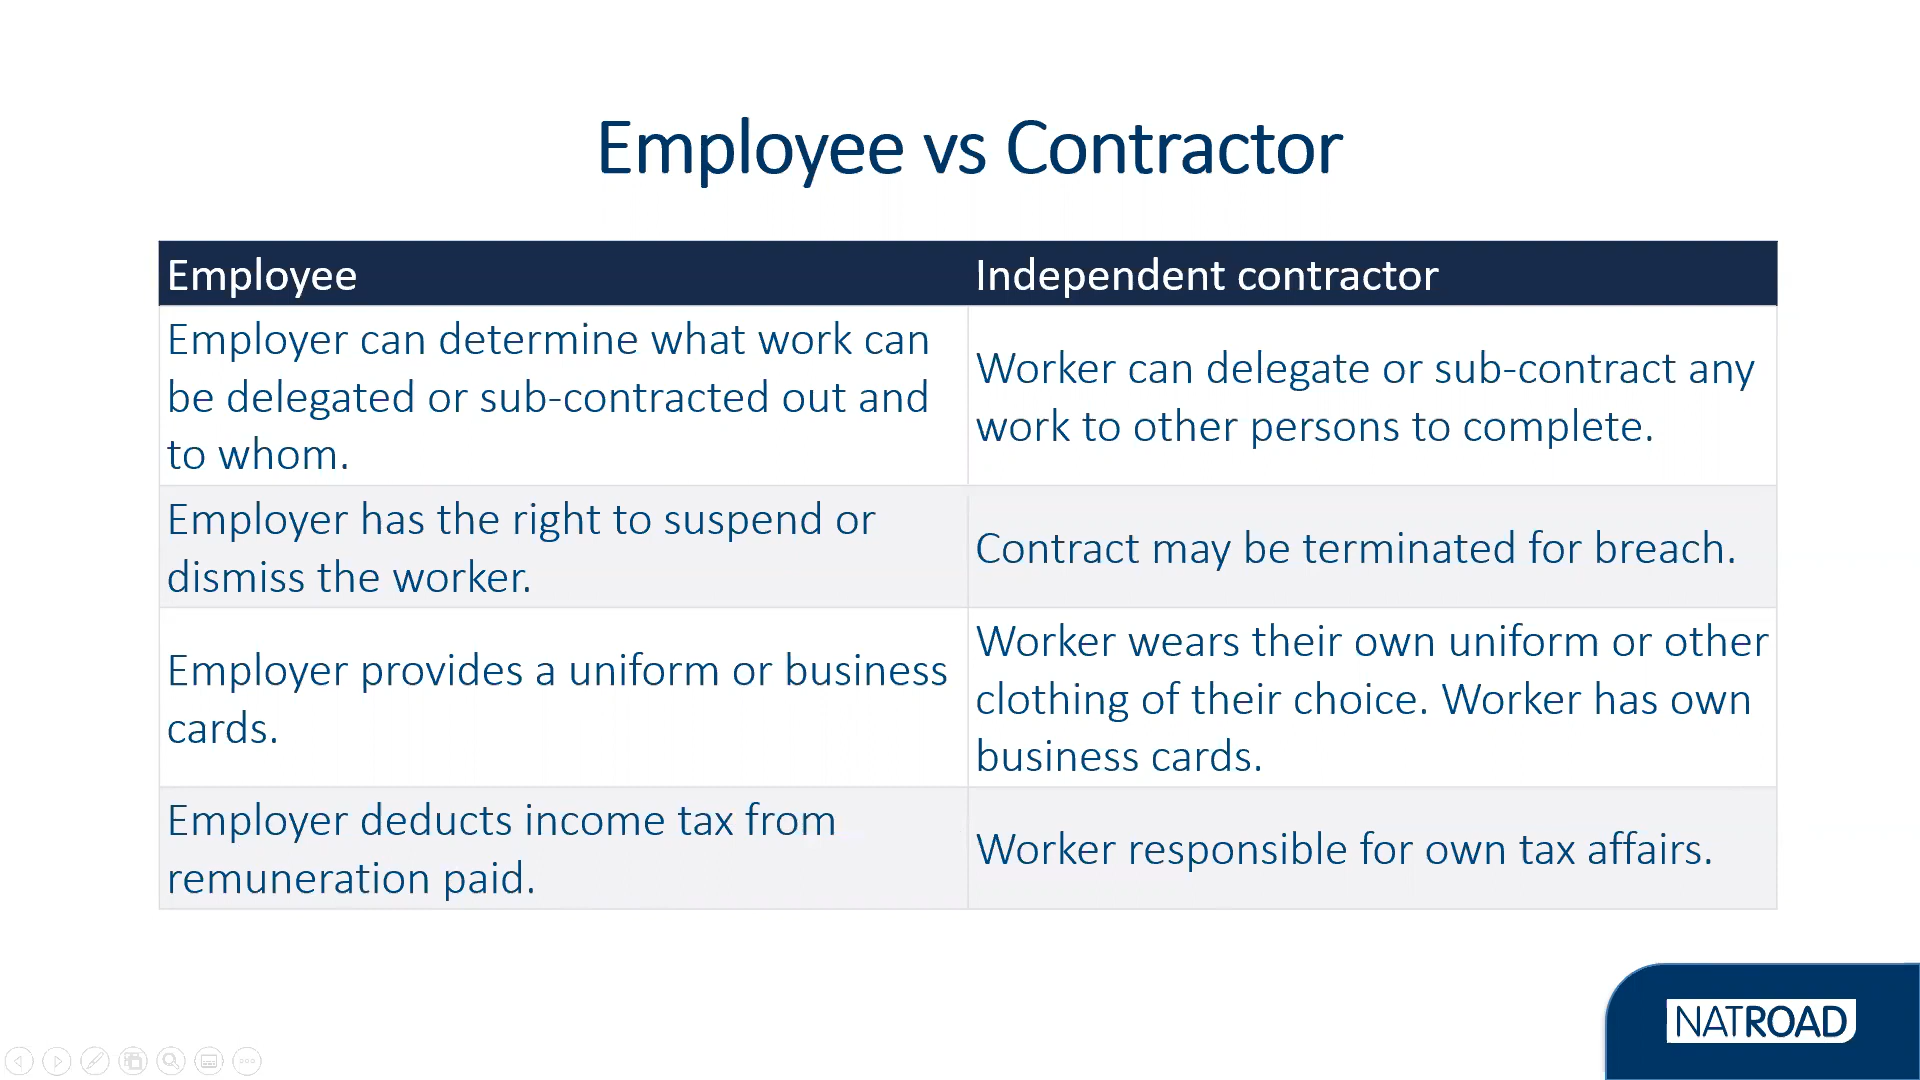 Employee vs Contractor
Employee
Independent contractor
Employer can determine what work can
be delegated or sub-contracted out and
to whom.
Worker can delegate or sub-contract any
work to other persons to complete.
Employer has the right to suspend or
dismiss the worker.
Contract may be terminated for breach.
Employer provides a uniform or business
cards.
Worker wears their own uniform or other
clothing of their choice. Worker has own
business cards.
Employer deducts income tax from
remuneration paid.
Worker responsible for own tax affairs.
NATROAD